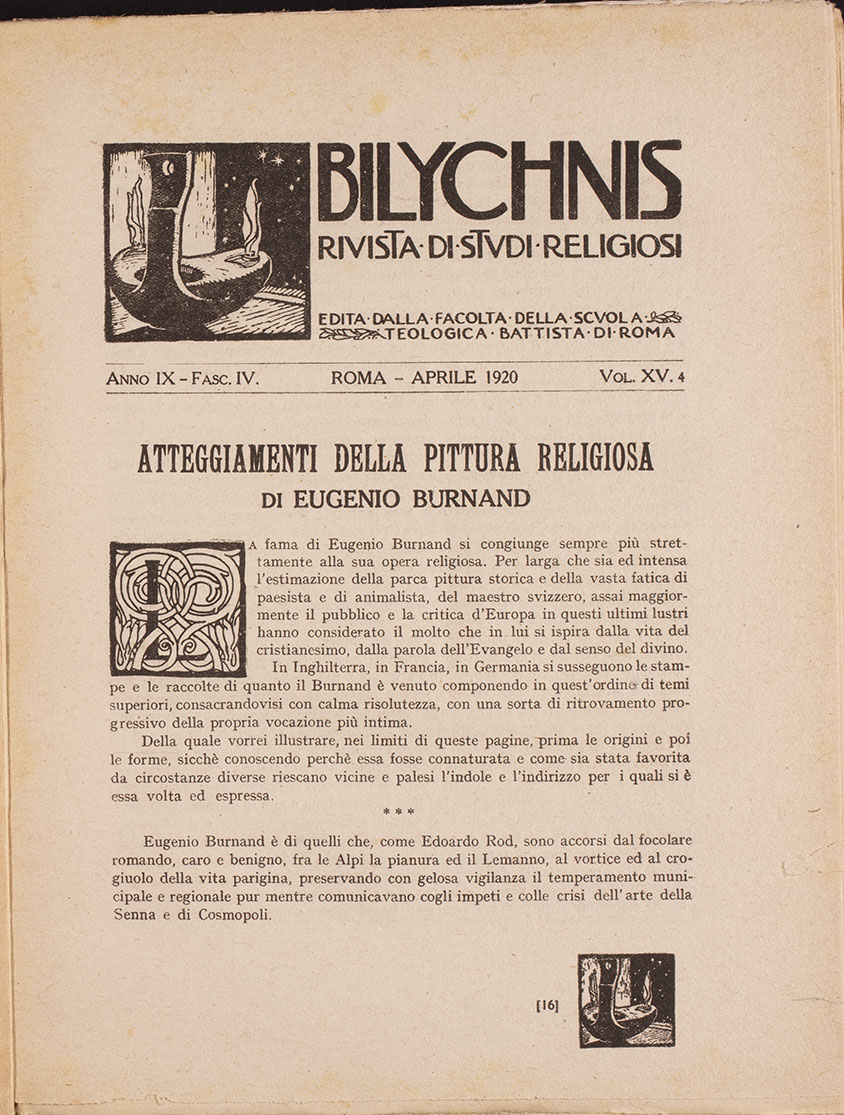 BILYCHNIS
RIVISTA·DI·STVDI·RELIGIOSI
EDITA·DALLA·FACOLTA·DELLA·SCVOLA
TEOLOGICA·BATTISTA·DI·ROMA
ANNO IX - FASC. IV.
ROMA - APRILE 1920
VOL. XV. 4
ATTEGGIAMENTI DELLA PITTURA RELIGIOSA
DI EUGENIO BURNAND
LA fama di Eugenio Burnand si congiunge sempre più stret-
tamente alla sua opera religiosa. Per larga che sia ed intensa
l'estimazione della parca pittura storica e della vasta fatica di
paesista e di animalista, del maestro svizzero, assai maggior-
mente il pubblico e la critica d'Europa in questi ultimi lustri
hanno considerato il molto che in lui si ispira dalla vita del
cristianesimo, dalla parola dell'Evangelo e dal senso del divino.
In Inghilterra, in Francia, in Germania si susseguono le stam-
pe e le raccolte di quanto il Burnand è venuto componendo in quest'ordine di temi
superiori, consacrandovisi con calma risolutezza, con una sorta di ritrovamento pro-
gressivo della propria vocazione più intima.
Della quale vorrei illustrare, nei limiti di queste pagine, prima le origini e poi
le forme, sicchè conoscendo perchè essa fosse connaturata e come sia stata favorita
da circostanze diverse riescano vicine e palesi l'indole e l'indirizzo per i quali si è
essa volta ed espressa.
* * *
Eugenio Burnand è di quelli che, come Edoardo Rod, sono accorsi dal focolare
romando, caro e benigno, fra le Alpi la pianura ed il Lemanno, al vortice ed al cro-
giuolo della vita parigina, preservando con gelosa vigilanza il temperamento muni-
cipale e regionale pur mentre comunicavano cogli impeti e colle crisi dell'arte della
Senna e di Cosmopoli.
[16]